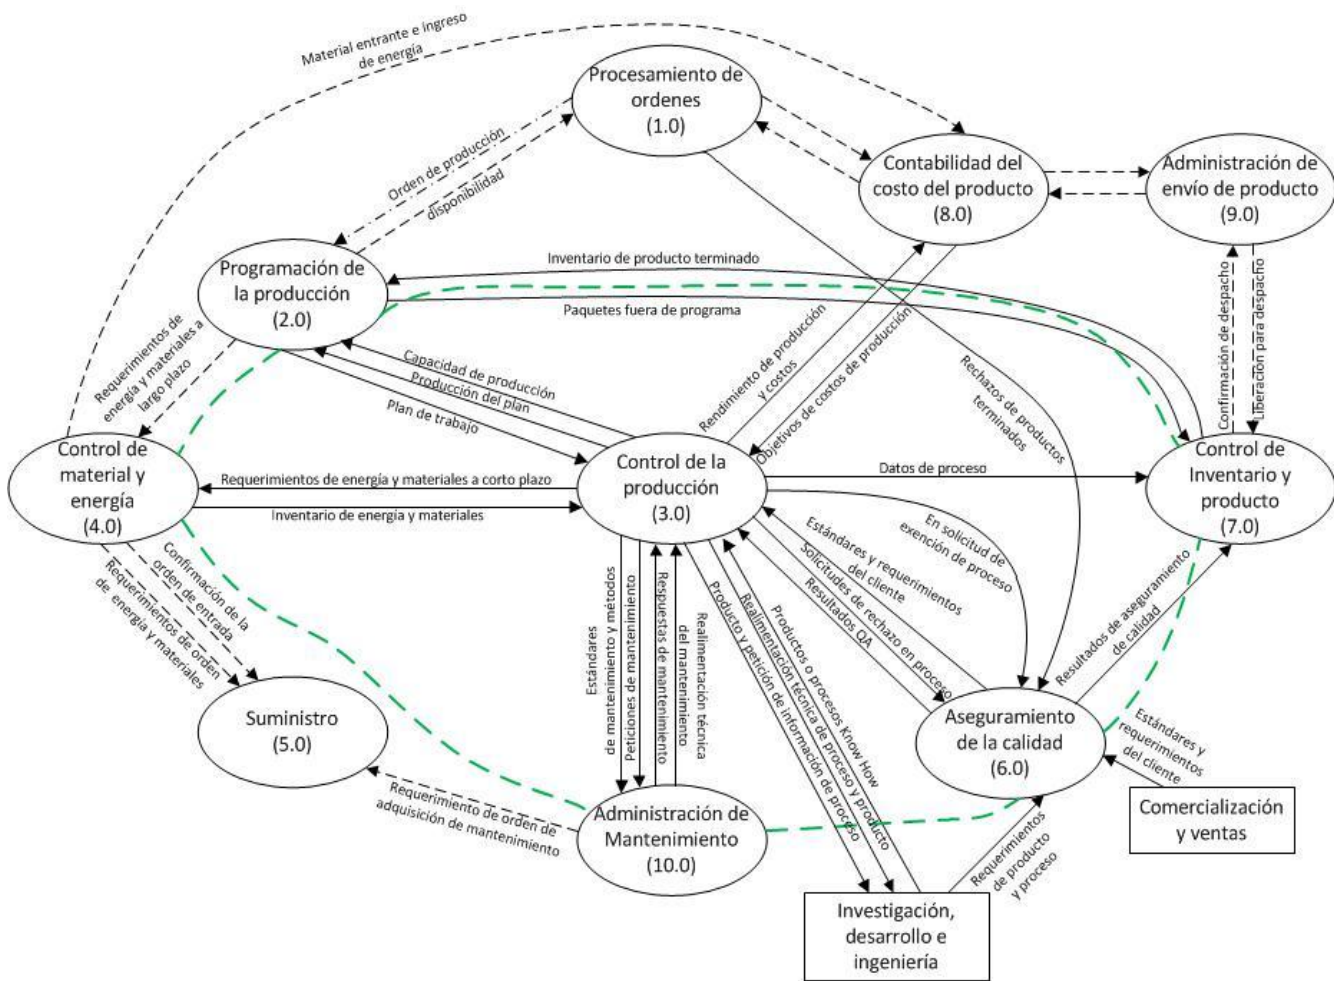 Material entrante e ingreso
de energía
Procesamiento de
ordenes
(1.0)
Orden de producción
disponibilidad
Contabilidad del
costo del producto
(8.0)
Administración de
envío de producto
(9.0)
Programación de
la producción
(2.0)
Inventario de producto terminado
Paquetes fuera de programa
Requerimientos de
energía y materiales a
largo plazo
Capacidad de producción
Producción del plan
Plan de trabajo
Rendimiento de producción
y costos
Objetivos de costos de producción
Rechazos de productos
terminados
Confirmación de despacho
Liberación para despacho
Control de
material y
energía
(4.0)
Requerimientos de energía y materiales a corto plazo
Inventario de energía y materiales
Control de la
producción
(3.0)
Datos de proceso
Control de
Inventario y
producto
(7.0)
Confirmación de la
orden de entrada
Requerimientos de orden
de energía y materiales
Estándares
de mantenimiento y métodos
Peticiones de mantenimiento
Respuestas de mantenimiento
Realimentación técnica
del mantenimiento
Producto y petición de información de proceso
Realimentación técnica de proceso y producto
Productos o procesos Know How
En solicitud de
exención de proceso
Estándares y requerimientos
del cliente
Solicitudes de rechazo en proceso
Resultados QA
Resultados de aseguramiento
de calidad
Suministro
(5.0)
Aseguramiento
de la calidad
(6.0)
Estándares y
requerimientos
del cliente
Comercialización
y ventas
Requerimiento de orden de
adquisición de mantenimiento
Administración de
Mantenimiento
(10.0)
Requerimientos
de producto
y proceso
Investigación,
desarrollo e
ingeniería